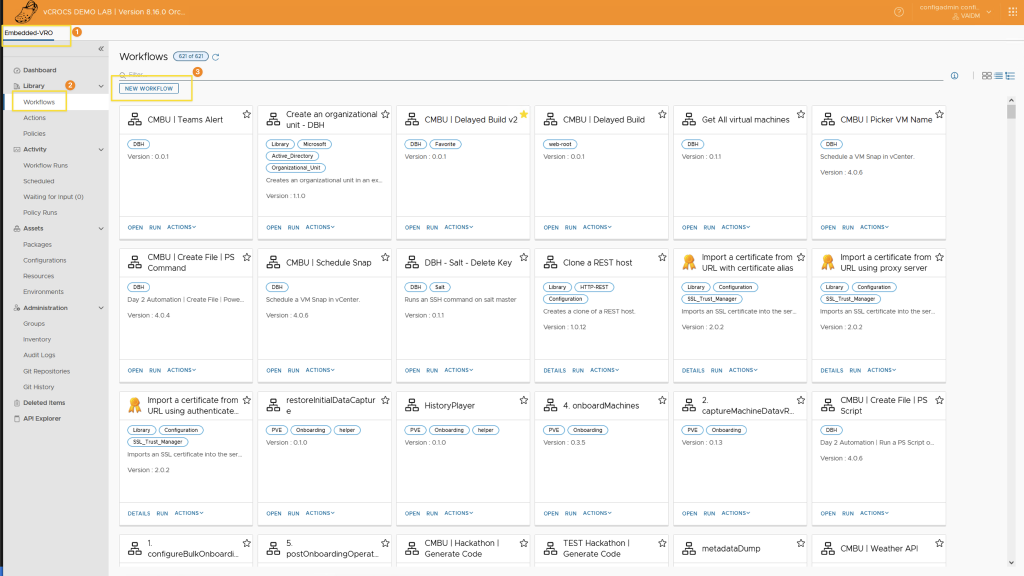 vCROCS DEMO LAB | Version 8.16.0 Orc...
configadmin confi...
VADM
Embedded-VRO
1
Dashboard
Library
2
Workflows
Actions
Policies
Activity
Workflow Runs
Scheduled
Waiting for Input (0)
Policy Runs
Assets
Packages
Configurations
Resources
Environments
Administration
Groups
Inventory
Audit Logs
Git Repositories
Git History
Deleted Items
API Explorer
Workflows 621 of 621
Filter
3
NEW WORKFLOW
CMBU | Teams Alert
DBH
Version : 0.0.1
OPEN RUN ACTIONS
Create an organizational
unit - DBH
Library Microsoft
Active_Directory
Organizational_Unit
Creates an organizational unit in an ex...
Version : 1.1.0
OPEN RUN ACTIONS
CMBU | Delayed Build v2
DBH Favorite
Version : 0.0.1
OPEN RUN ACTIONS
CMBU | Delayed Build
web-root
Version : 0.0.1
OPEN RUN ACTIONS
Get All virtual machines
DBH
Version : 0.1.1
OPEN RUN ACTIONS
CMBU | Picker VM Name
DBH
Schedule a VM Snap in vCenter.
Version : 4.0.6
OPEN RUN ACTIONS
CMBU | Create File | PS
Command
DBH
Day 2 Automation | Create File | Powe...
Version : 4.0.4
OPEN RUN ACTIONS
CMBU | Schedule Snap
DBH
Schedule a VM Snap in vCenter.
Version : 4.0.6
OPEN RUN ACTIONS
DBH - Salt - Delete Key
DBH Salt
Runs an SSH command on salt master
Version : 0.1.1
OPEN RUN ACTIONS
Clone a REST host
Library HTTP-REST
Configuration
Creates a clone of a REST host.
Version : 1.0.12
DETAILS RUN ACTIONS
Import a certificate from
URL with certificate alias
Library Configuration
SSL_Trust_Manager
Imports an SSL certificate into the ser...
Version : 2.0.2
DETAILS RUN ACTIONS
Import a certificate from
URL using proxy server
Library Configuration
SSL_Trust_Manager
Imports an SSL certificate into the ser...
Version : 2.0.2
DETAILS RUN ACTIONS
Import a certificate from
URL using authenticate...
Library Configuration
SSL_Trust_Manager
Imports an SSL certificate into the ser...
Version : 2.0.2
DETAILS RUN ACTIONS
restoreInitialDataCaptur
e
PVE Onboarding helper
Version : 0.1.0
OPEN RUN ACTIONS
HistoryPlayer
PVE Onboarding helper
Version : 0.1.0
OPEN RUN ACTIONS
4. onboardMachines
PVE Onboarding
Version : 0.3.5
OPEN RUN ACTIONS
2.
captureMachineDatavR...
PVE Onboarding
Version : 0.1.3
OPEN RUN ACTIONS
CMBU | Create File | PS
Script
DBH
Day 2 Automation | Run a PS Script o...
Version : 4.0.6
OPEN RUN ACTIONS
1.
configureBulkOnboardi...
5.
postOnboardingOperat...
CMBU | Hackathon |
Generate Code
TEST Hackathon |
Generate Code
metadataDump
CMBU | Weather API